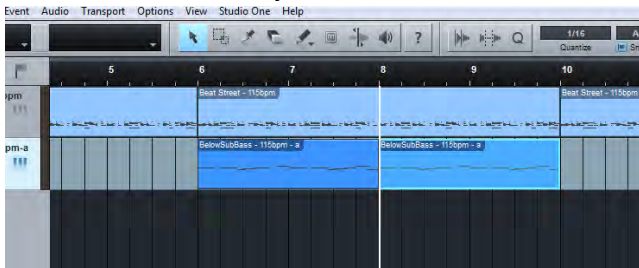 Event Audio Transport Options View Studio One Help
? Q 1/16 A
Quantize Sn
5 6 7 8 9 10
pm Beat Street - 115bpm Beat Street - 115bpm
pm-a BelowSubBass - 115bpm - a BelowSubBass - 115bpm - a